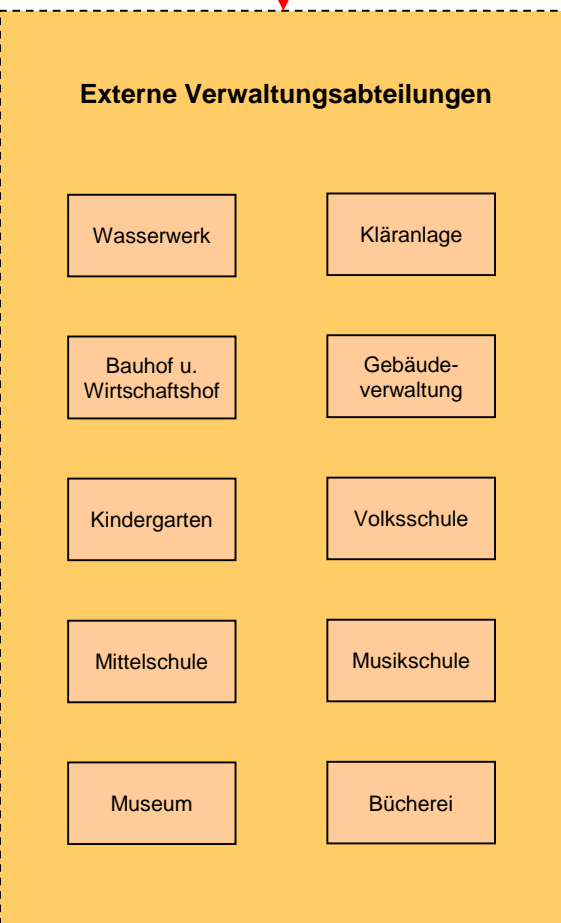 Externe Verwaltungsabteilungen
Wasserwerk
Kläranlage
Bauhof u.
Wirtschaftshof
Gebäude-
verwaltung
Kindergarten
Volksschule
Mittelschule
Musikschule
Museum
Bücherei